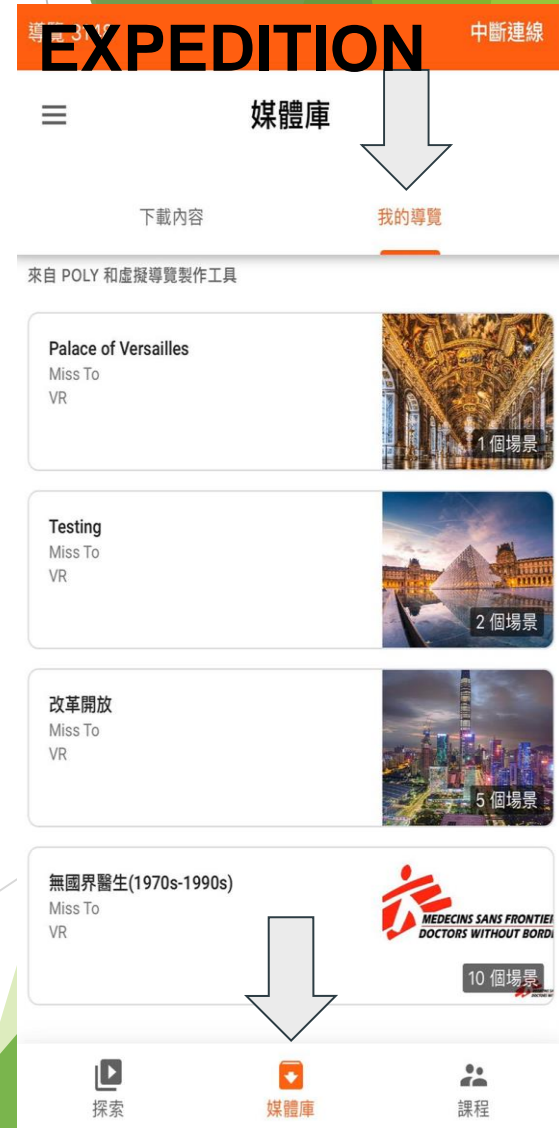 EXPEDITION
導覽
中斷連線
媒體庫
下載內容
我的導覽
來自 POLY 和虛擬導覽製作工具
Palace of Versailles
Miss To
VR
1 個場景
Testing
Miss To
VR
2 個場景
改革開放
Miss To
VR
5 個場景
無國界醫生(1970s-1990s)
Miss To
VR
MEDECINS SANS FRONTIE
DOCTORS WITHOUT BORD
10 個場景
探索
媒體庫
課程